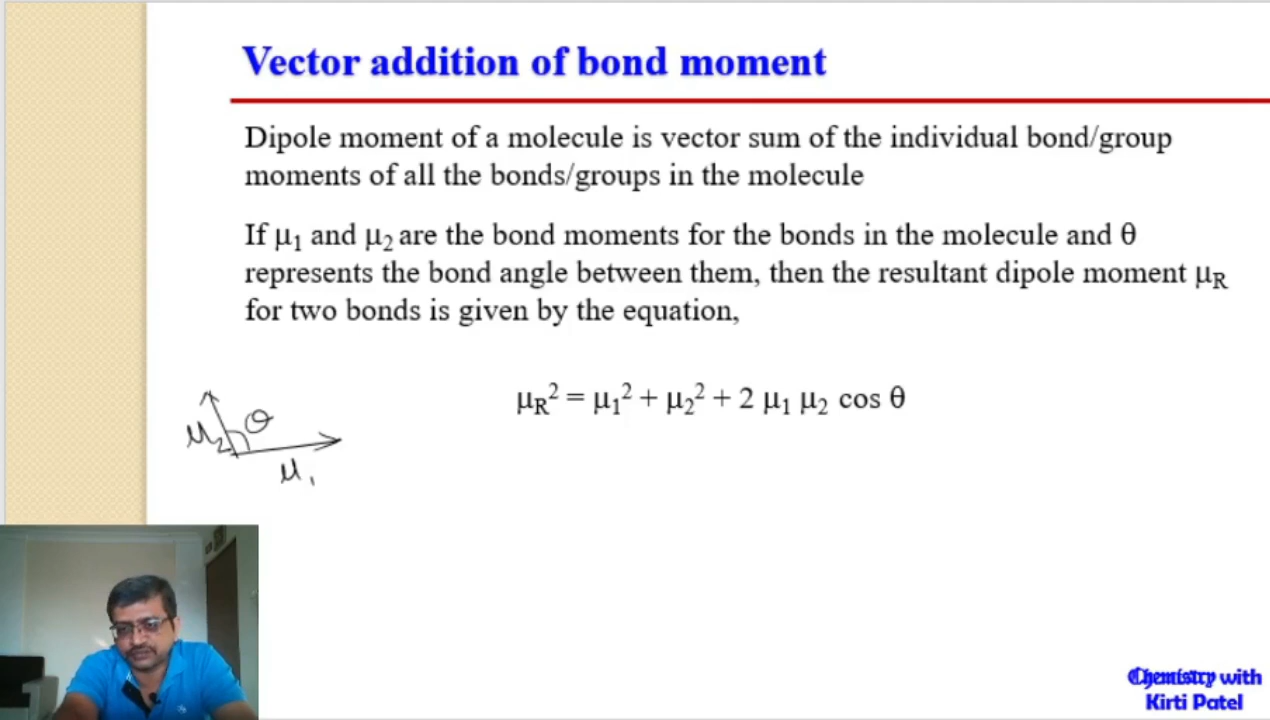 Vector addition of bond moment
Dipole moment of a molecule is vector sum of the individual bond/group
moments of all the bonds/groups in the molecule
If μ₁ and μ₂ are the bond moments for the bonds in the molecule and θ
represents the bond angle between them, then the resultant dipole moment μR
for two bonds is given by the equation,
μR² = μ₁² + μ₂² + 2 μ₁ μ₂ cos θ
μ₂ θ
μ₁
Chemistry with
Kirti Patel